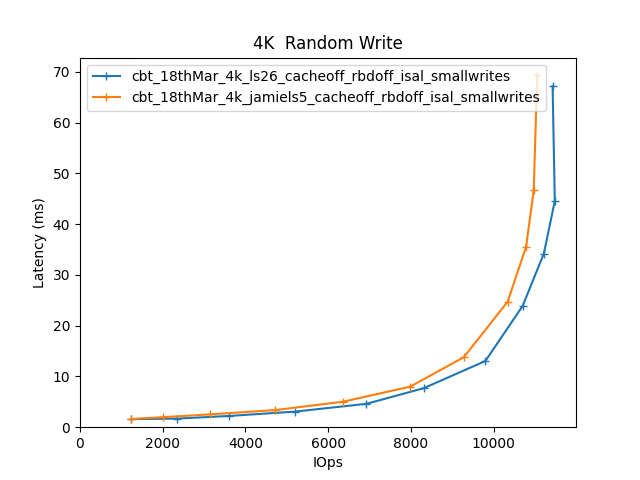 4K  Random Write
cbt_18thMar_4k_ls26_cacheoff_rbdoff_isal_smallwrites
cbt_18thMar_4k_jamiels5_cacheoff_rbdoff_isal_smallwrites
70
60
50
40
30
20
10
0
Latency (ms)
0 2000 4000 6000 8000 10000
IOps